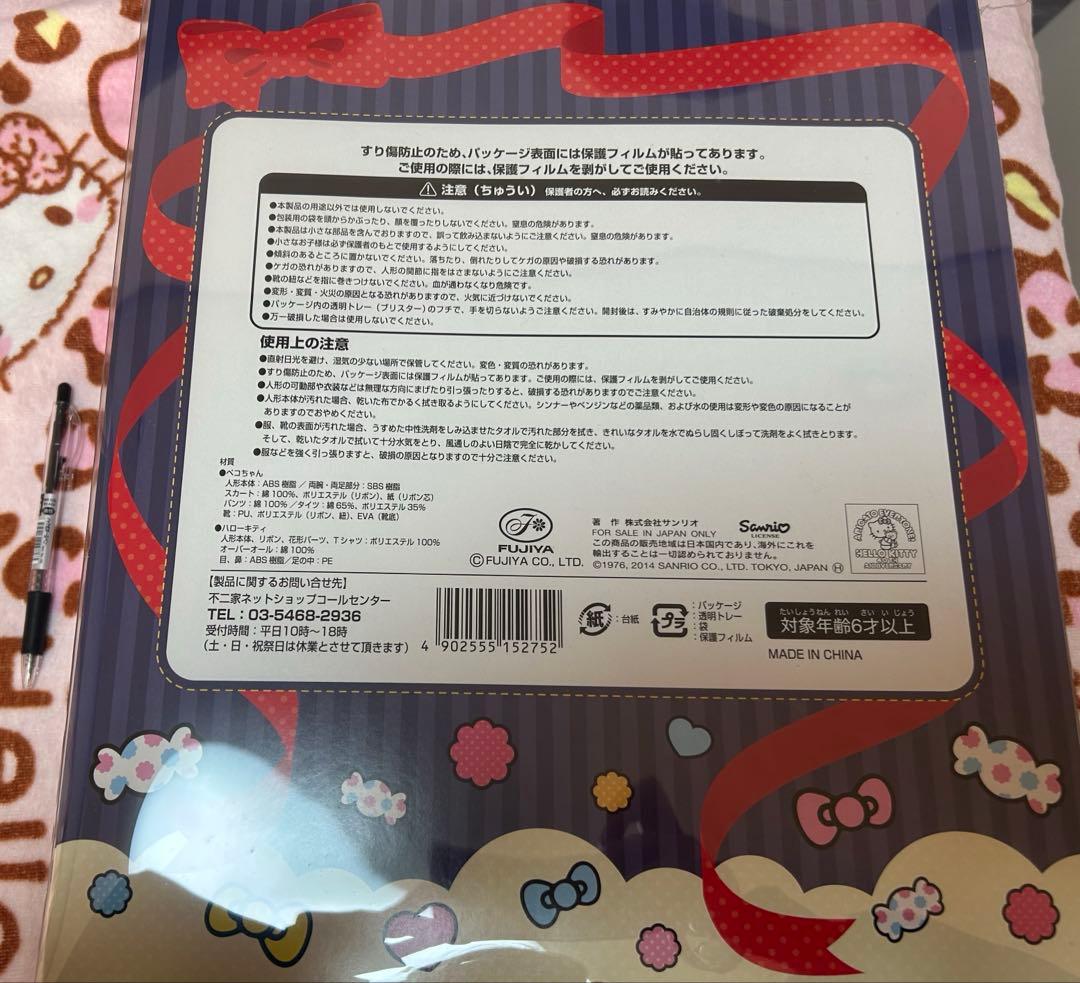 すり傷防止のため、パッケージ表面には保護フィルムが貼ってあります。
ご使用の際には、保護フィルムを剥がしてご使用ください。
注意（ちゅうい） 保護者の方へ、必ずお読みください。
●本製品の用途以外では使用しないでください。
●包装用の袋を頭からかぶったり、顔を覆ったりしないでください。窒息の危険があります。
●本製品は小さな部品を含んでおりますので、誤って飲み込まないようにご注意ください。窒息の危険があります。
●小さなお子様は必ず保護者のもとで使用するようにしてください。
●傾斜のあるところに置かないでください。落ちたり、倒れたりしてケガの原因や破損する恐れがあります。
●ケガの恐れがありますので、人形の関節に指をはさまないようにご注意ください。
●靴の紐などを指に巻きつけないでください。血が通わなくなり危険です。
●変形・変質・火災の原因となる恐れがありますので、火気に近づけないでください。
●パッケージ内の透明トレー（ブリスター）のフチで、手を切らないようご注意ください。開封後は、すみやかに自治体の規則に従った破棄処分をしてください。
●万一破損した場合は使用しないでください。
使用上の注意
●直射日光を避け、湿気の少ない場所で保管してください。変色・変質の恐れがあります。
●すり傷防止のため、パッケージ表面には保護フィルムが貼ってあります。ご使用の際には、保護フィルムを剥がしてご使用ください。
●人形の可動部や衣装などは無理な方向にまげたり引っ張ったりすると、破損する恐れがありますのでご注意ください。
●人形本体が汚れた場合、乾いた布でかるく拭き取るようにしてください。シンナーやベンジンなどの薬品類、および水の使用は変形や変色の原因になることが
ありますのでおやめください。
●服、靴の表面が汚れた場合、うすめた中性洗剤をしみ込ませたタオルで汚れた部分を拭き、きれいなタオルを水でぬらし固くしぼって洗剤をよく拭きとります。
そして、乾いたタオルで拭いて十分水気をとり、風通しのよい日陰で完全に乾かしてください。
●服などを強く引っ張りますと、破損の原因となりますので十分ご注意ください。
材質
●ペコちゃん
人形本体：ABS樹脂 ／ 両腕・両足部分：SBS樹脂
スカート：綿100％、ポリエステル（リボン）、紙（リボン芯）
パンツ：綿100％／タイツ：綿65％、ポリエステル35％
靴：PU、ポリエステル（リボン、紐）、EVA（靴底）
●ハローキティ
人形本体、リボン、花形パーツ、Tシャツ：ポリエステル100％
オーバーオール：綿100％
目、鼻：ABS樹脂／足の中：PE
F
FUJIYA
©FUJIYA CO., LTD.
著 作 株式会社サンリオ
FOR SALE IN JAPAN ONLY
Sanrio
LICENSE
この商品の販売地域は日本国内であり、海外にこれを
輸出することは一切認められておりません。
©1976, 2014 SANRIO CO., LTD. TOKYO, JAPAN Ⓗ
ARIGATO EVERYONE!
HELLO KITTY
40TH
ANNIVERSARY
【製品に関するお問い合せ先】
不二家ネットショップコールセンター
TEL：03-5468-2936
受付時間：平日10時〜18時
（土・日・祝祭日は休業とさせて頂きます）
4 902555 152752
紙 ：台紙
プラ ：パッケージ
：透明トレー
：袋
：保護フィルム
たいしょうねんれい さいいじょう
対象年齢6才以上
MADE IN CHINA